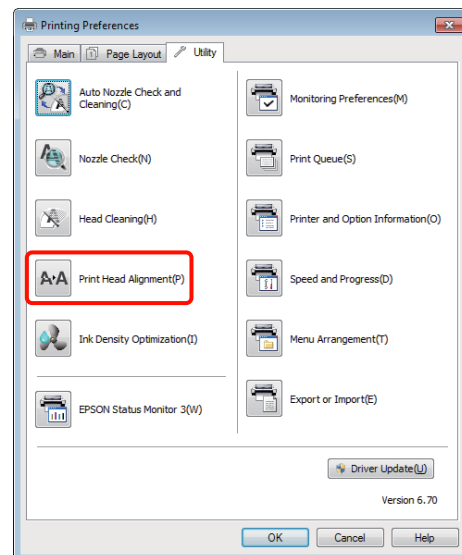 Printing Preferences
Main
Page Layout
Utility
Auto Nozzle Check and
Cleaning(C)
Monitoring Preferences(M)
Nozzle Check(N)
Print Queue(S)
Head Cleaning(H)
Printer and Option Information(O)
Print Head Alignment(P)
Speed and Progress(D)
Ink Density Optimization(I)
Menu Arrangement(T)
EPSON Status Monitor 3(W)
Export or Import(E)
Driver Update(U)
Version 6.70
OK
Cancel
Help